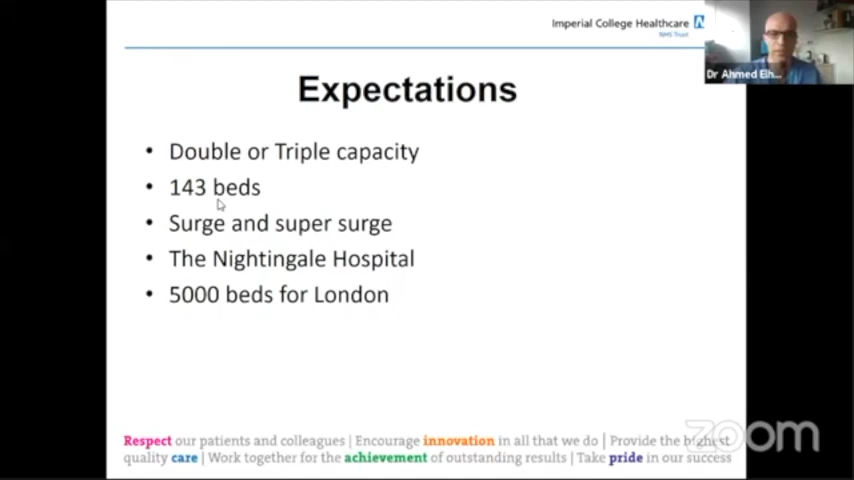 Imperial College Healthcare N
NHS Trust
Dr Ahmed Elh...
Expectations
• Double or Triple capacity
• 143 beds
• Surge and super surge
• The Nightingale Hospital
• 5000 beds for London
Respect our patients and colleagues | Encourage innovation in all that we do | Provide the highest
quality care | Work together for the achievement of outstanding results | Take pride in our success
zoom